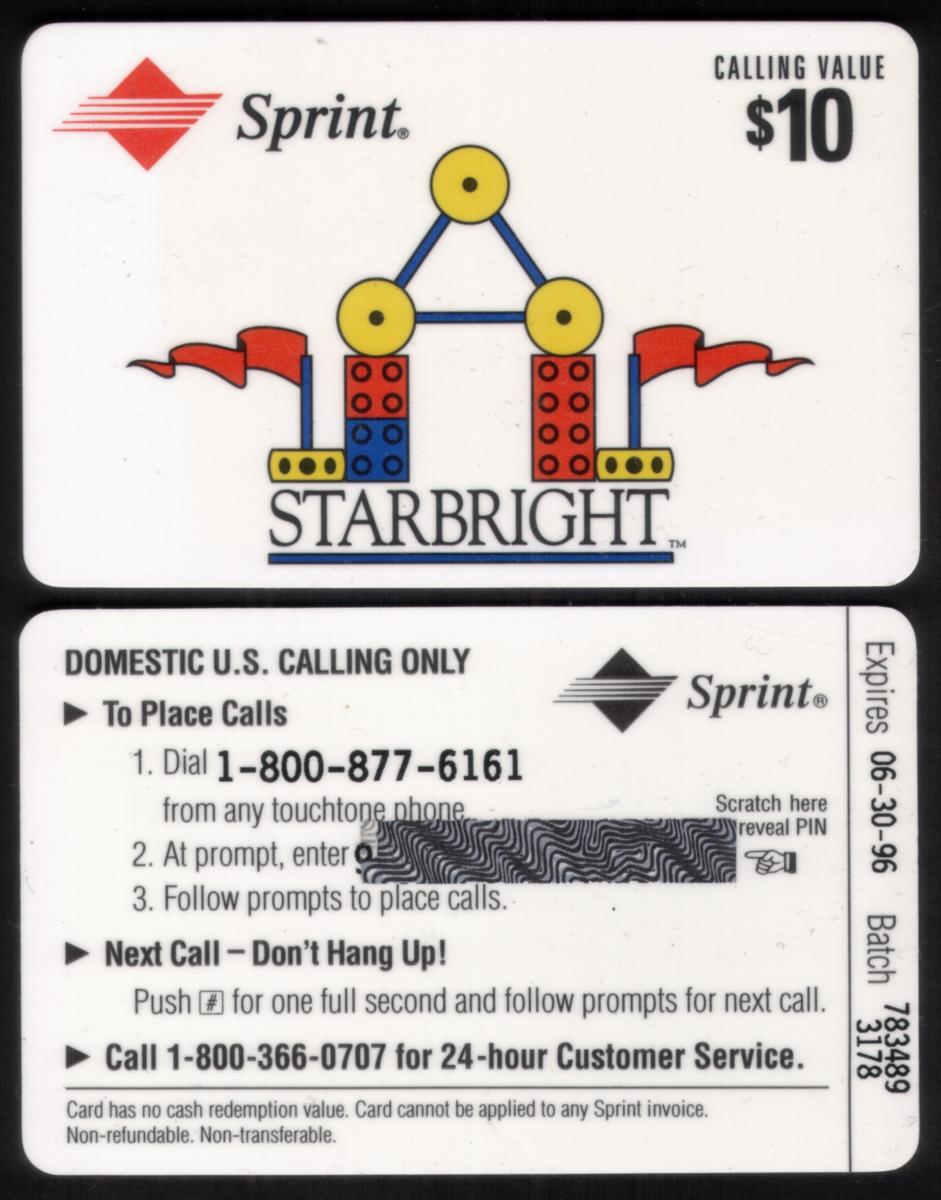 Sprint®
CALLING VALUE
$10
STARBRIGHT™
DOMESTIC U.S. CALLING ONLY
Sprint®
► To Place Calls
1. Dial 1-800-877-6161
from any touchtone phone
2. At prompt, enter
Scratch here
reveal PIN
3. Follow prompts to place calls.
► Next Call – Don't Hang Up!
Push # for one full second and follow prompts for next call.
► Call 1-800-366-0707 for 24-hour Customer Service.
Card has no cash redemption value. Card cannot be applied to any Sprint invoice.
Non-refundable. Non-transferable.
Expires 06-30-96 Batch 783489
3178